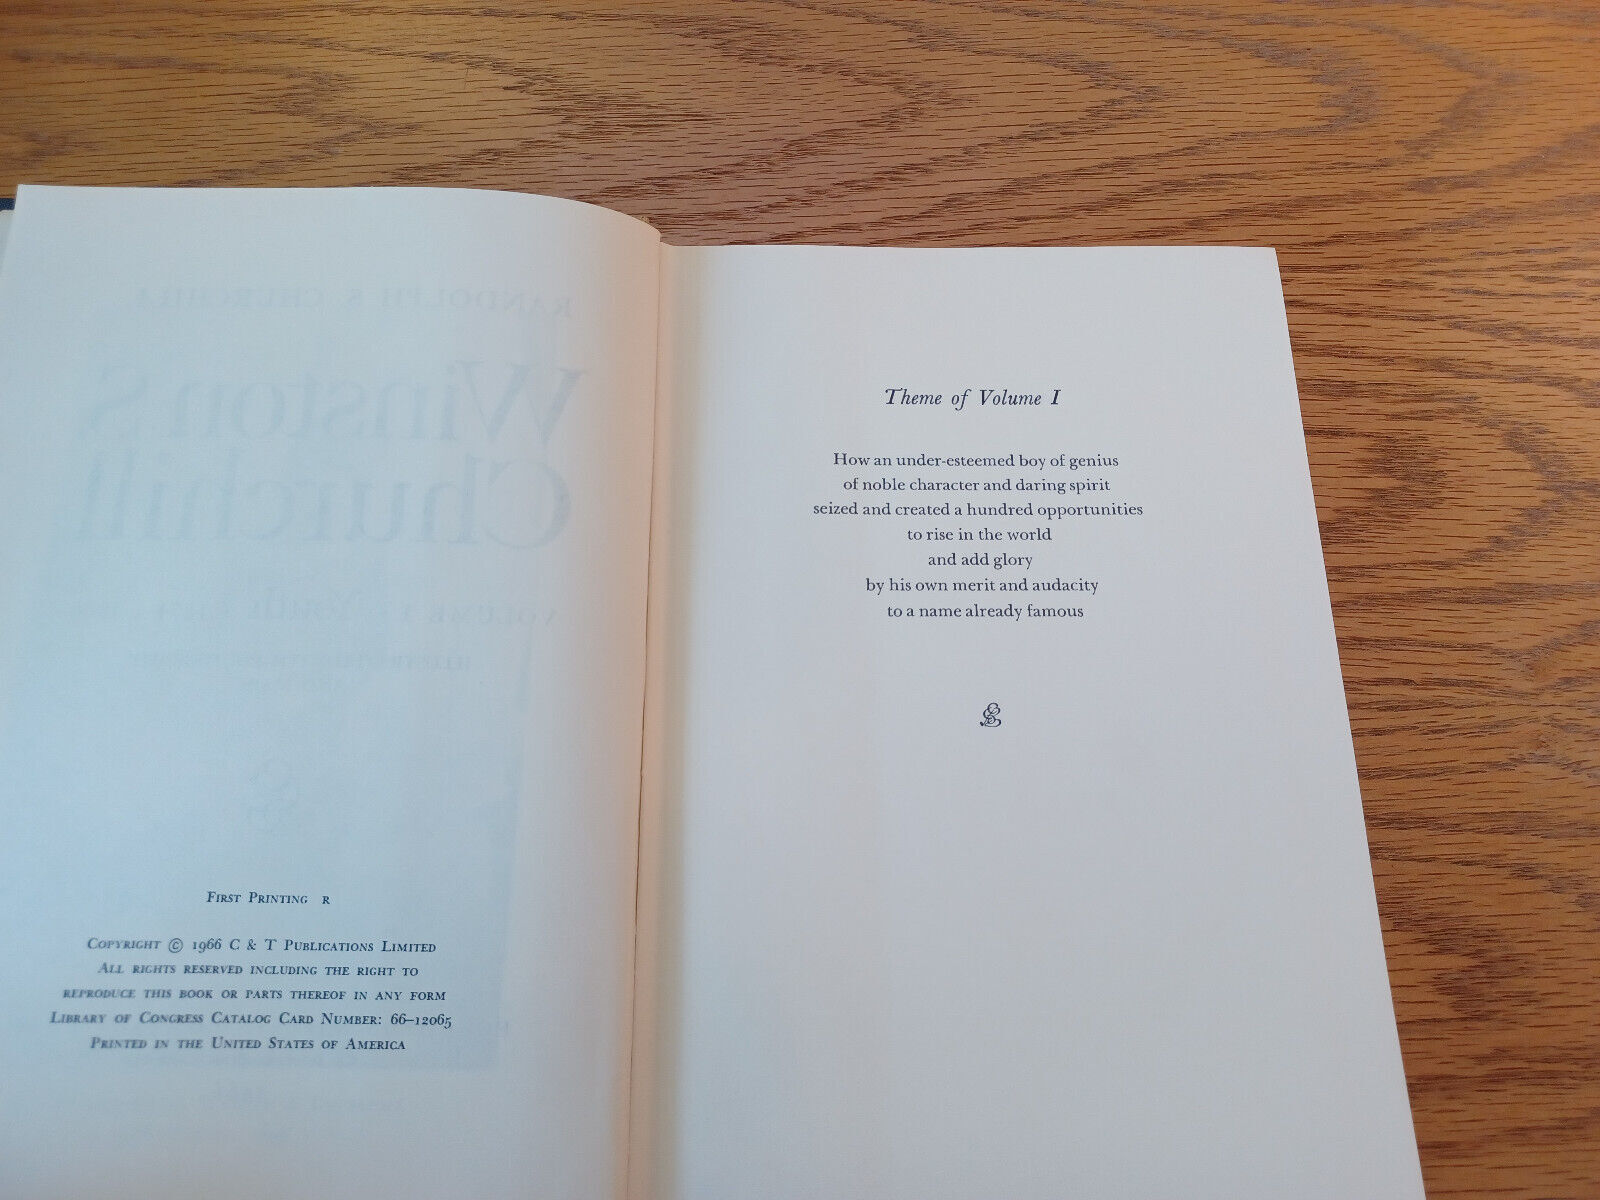 First Printing R
Copyright © 1966 C & T Publications Limited
All rights reserved including the right to
reproduce this book or parts thereof in any form
Library of Congress Catalog Card Number: 66–12065
Printed in the United States of America
Theme of Volume I
How an under-esteemed boy of genius
of noble character and daring spirit
seized and created a hundred opportunities
to rise in the world
and add glory
by his own merit and audacity
to a name already famous